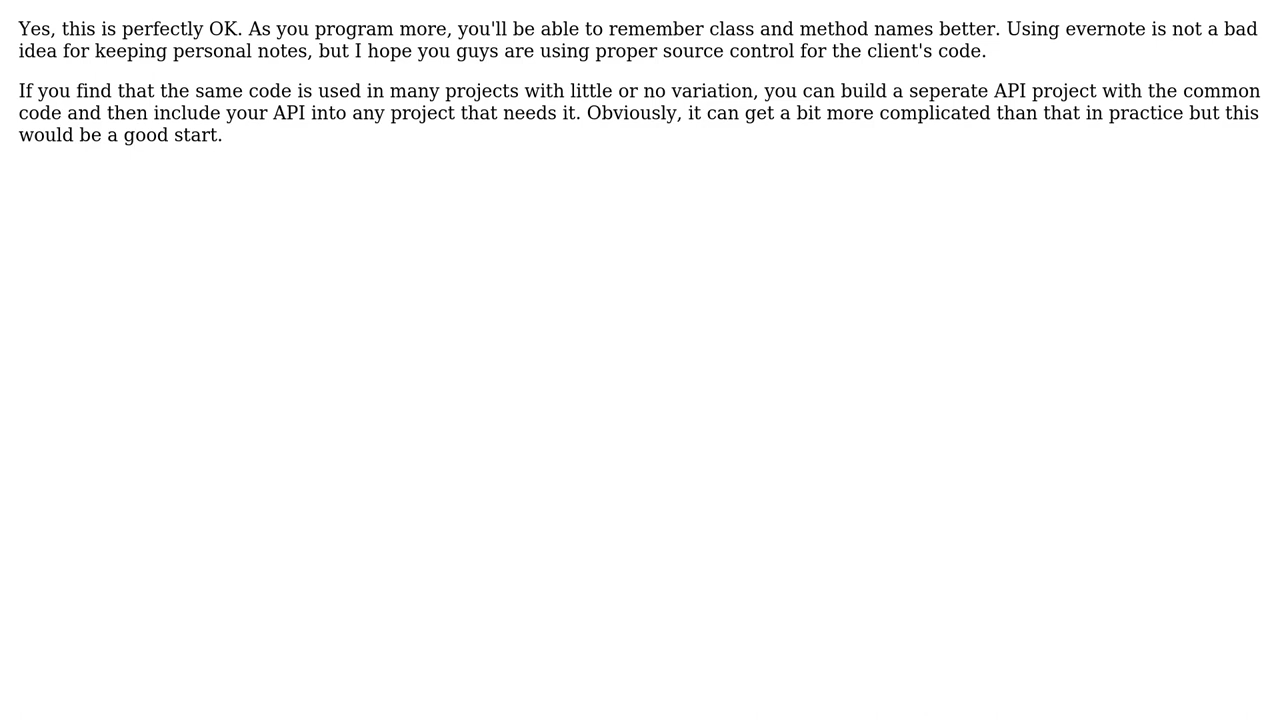 Yes, this is perfectly OK. As you program more, you'll be able to remember class and method names better. Using evernote is not a bad
idea for keeping personal notes, but I hope you guys are using proper source control for the client's code.
If you find that the same code is used in many projects with little or no variation, you can build a seperate API project with the common
code and then include your API into any project that needs it. Obviously, it can get a bit more complicated than that in practice but this
would be a good start.